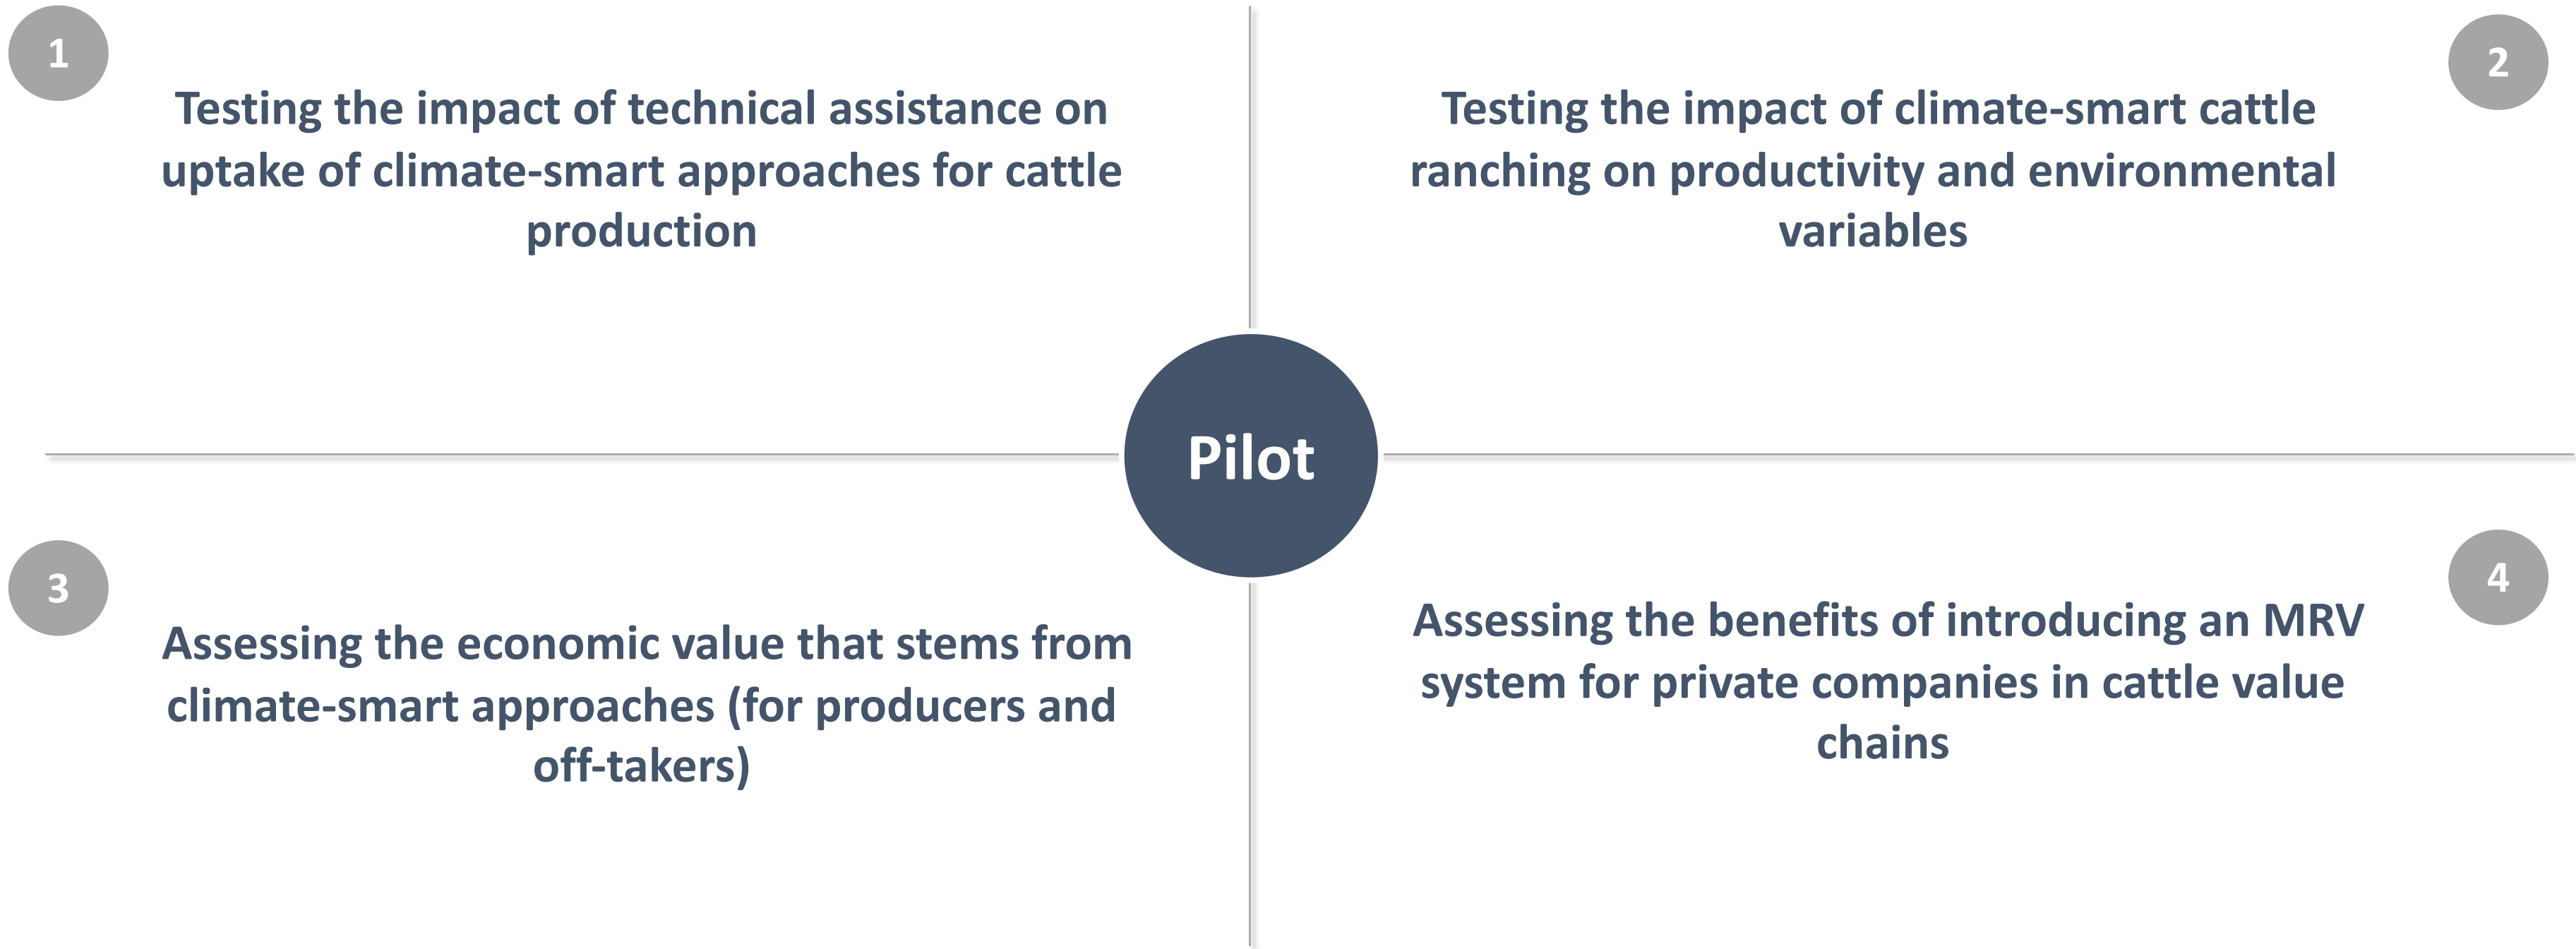 1
Testing the impact of technical assistance on
uptake of climate-smart approaches for cattle
production
2
Testing the impact of climate-smart cattle
ranching on productivity and environmental
variables
Pilot
3
Assessing the economic value that stems from
climate-smart approaches (for producers and
off-takers)
4
Assessing the benefits of introducing an MRV
system for private companies in cattle value
chains